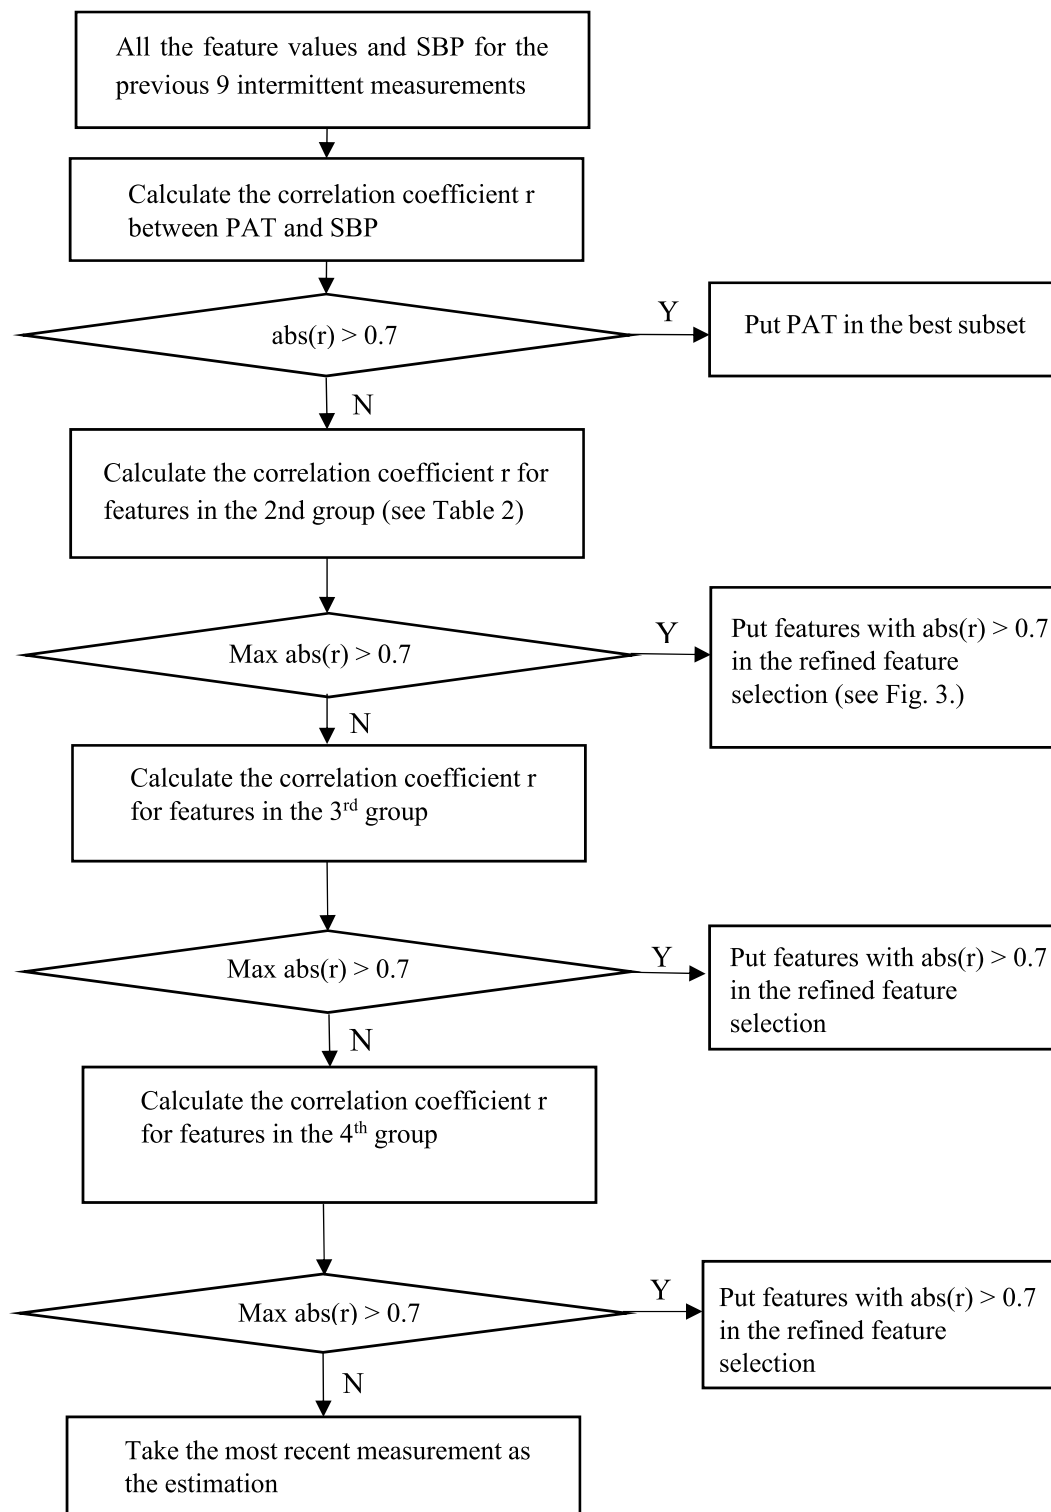 All the feature values and SBP for the
previous 9 intermittent measurements
Calculate the correlation coefficient r
between PAT and SBP
abs(r) > 0.7
Y
Put PAT in the best subset
N
Calculate the correlation coefficient r for
features in the 2nd group (see Table 2)
Max abs(r) > 0.7
Y
Put features with abs(r) > 0.7
in the refined feature
selection (see Fig. 3.)
N
Calculate the correlation coefficient r
for features in the 3rd group
Max abs(r) > 0.7
Y
Put features with abs(r) > 0.7
in the refined feature
selection
N
Calculate the correlation coefficient r
for features in the 4th group
Max abs(r) > 0.7
Y
Put features with abs(r) > 0.7
in the refined feature
selection
N
Take the most recent measurement as
the estimation